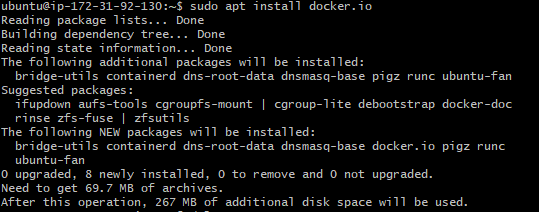 ubuntu@ip-172-31-92-130:~$ sudo apt install docker.io
Reading package lists... Done
Building dependency tree... Done
Reading state information... Done
The following additional packages will be installed:
  bridge-utils containerd dns-root-data dnsmasq-base pigz runc ubuntu-fan
Suggested packages:
  ifupdown aufs-tools cgroupfs-mount | cgroup-lite debootstrap docker-doc
  rinse zfs-fuse | zfsutils
The following NEW packages will be installed:
  bridge-utils containerd dns-root-data dnsmasq-base docker.io pigz runc
  ubuntu-fan
0 upgraded, 8 newly installed, 0 to remove and 0 not upgraded.
Need to get 69.7 MB of archives.
After this operation, 267 MB of additional disk space will be used.